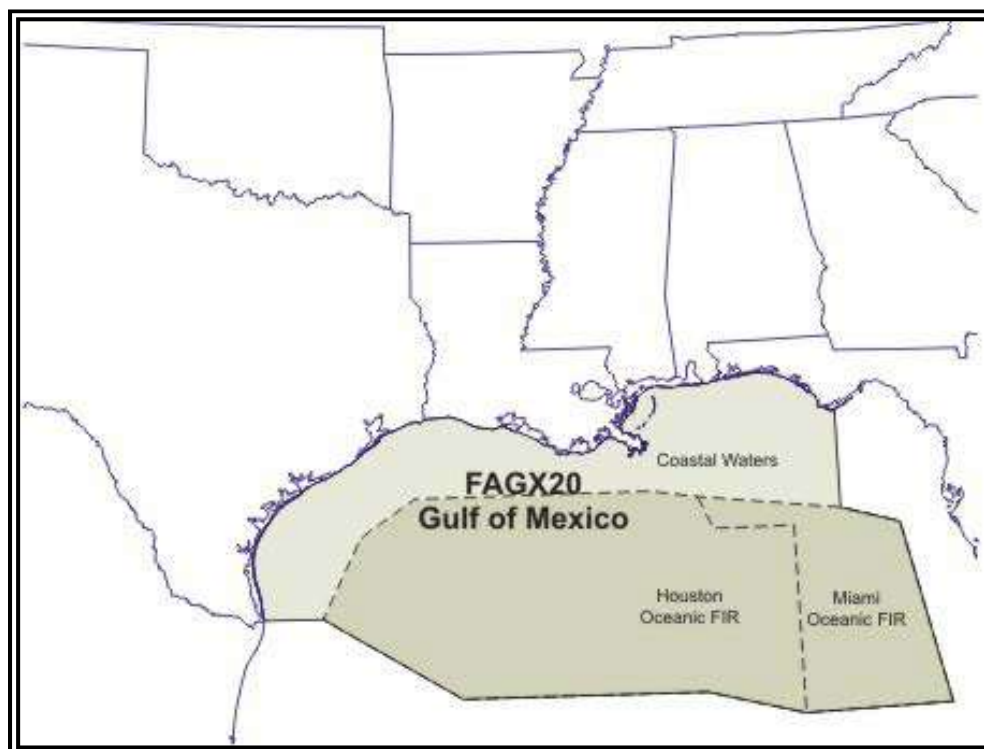 Coastal Waters
FAGX20
Gulf of Mexico
Houston
Oceanic FIR
Miami
Oceanic FIR